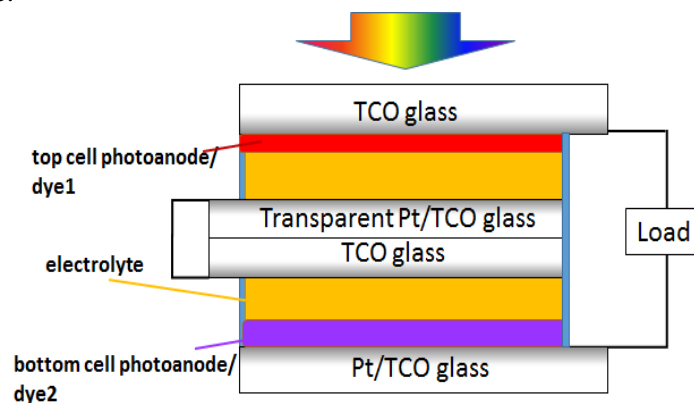 TCO glass
top cell photoanode/
dye1
Transparent Pt/TCO glass
TCO glass
Load
electrolyte
bottom cell photoanode/
dye2
Pt/TCO glass